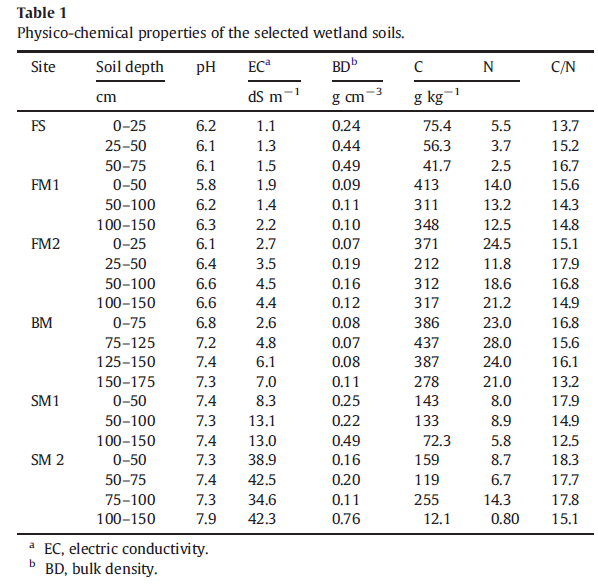 Table 1
Physico-chemical properties of the selected wetland soils.
Site Soil depth pH ECa BDb C N C/N
cm dS m−1 g cm−3 g kg−1
FS 0–25 6.2 1.1 0.24 75.4 5.5 13.7
25–50 6.1 1.3 0.44 56.3 3.7 15.2
50–75 6.1 1.5 0.49 41.7 2.5 16.7
FM1 0–50 5.8 1.9 0.09 413 14.0 15.6
50–100 6.2 1.4 0.11 311 13.2 14.3
100–150 6.3 2.2 0.10 348 12.5 14.8
FM2 0–25 6.1 2.7 0.07 371 24.5 15.1
25–50 6.4 3.5 0.19 212 11.8 17.9
50–100 6.6 4.5 0.16 312 18.6 16.8
100–150 6.6 4.4 0.12 317 21.2 14.9
BM 0–75 6.8 2.6 0.08 386 23.0 16.8
75–125 7.2 4.8 0.07 437 28.0 15.6
125–150 7.4 6.1 0.08 387 24.0 16.1
150–175 7.3 7.0 0.11 278 21.0 13.2
SM1 0–50 7.4 8.3 0.25 143 8.0 17.9
50–100 7.3 13.1 0.22 133 8.9 14.9
100–150 7.4 13.0 0.49 72.3 5.8 12.5
SM 2 0–50 7.3 38.9 0.16 159 8.7 18.3
50–75 7.4 42.5 0.20 119 6.7 17.7
75–100 7.3 34.6 0.11 255 14.3 17.8
100–150 7.9 42.3 0.76 12.1 0.80 15.1
a EC, electric conductivity.
b BD, bulk density.